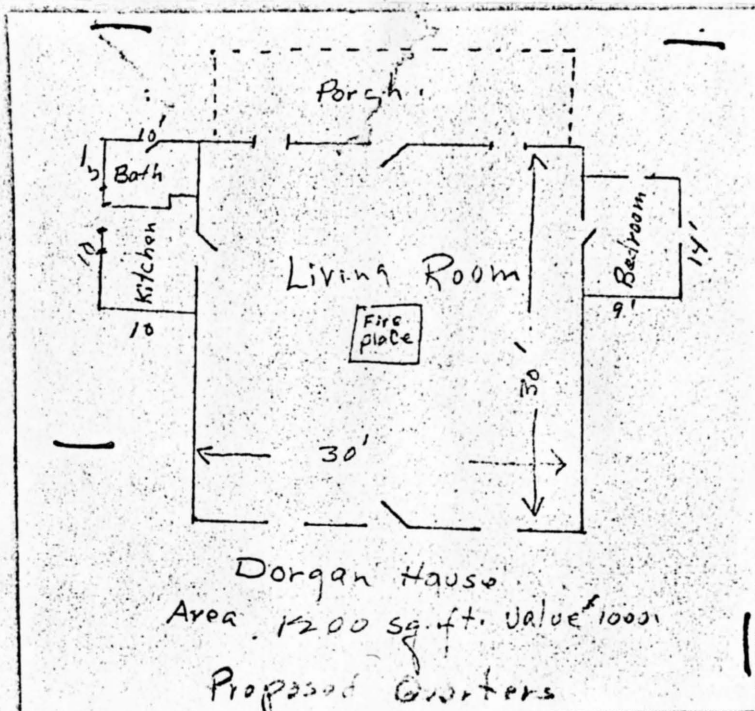 Porch
10'
Bath
Kitchen
10
10
Living Room
Fire
place
30'
30'
Bedroom
14'
9'
Dorgan House
Area 1200 sq. ft. Value $
Proposed Quarters